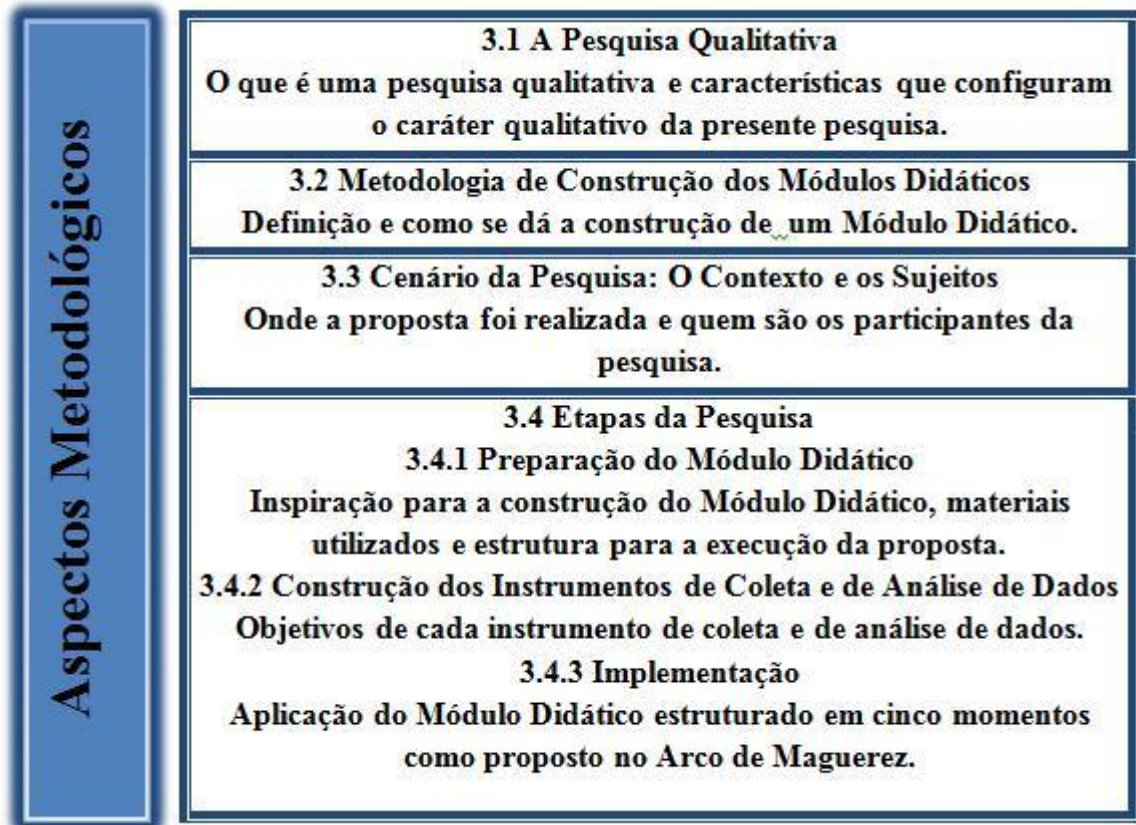 Aspectos Metodológicos
3.1 A Pesquisa Qualitativa
O que é uma pesquisa qualitativa e características que configuram
o caráter qualitativo da presente pesquisa.
3.2 Metodologia de Construção dos Módulos Didáticos
Definição e como se dá a construção de um Módulo Didático.
3.3 Cenário da Pesquisa: O Contexto e os Sujeitos
Onde a proposta foi realizada e quem são os participantes da
pesquisa.
3.4 Etapas da Pesquisa
3.4.1 Preparação do Módulo Didático
Inspiração para a construção do Módulo Didático, materiais
utilizados e estrutura para a execução da proposta.
3.4.2 Construção dos Instrumentos de Coleta e de Análise de Dados
Objetivos de cada instrumento de coleta e de análise de dados.
3.4.3 Implementação
Aplicação do Módulo Didático estruturado em cinco momentos
como proposto no Arco de Maguerez.